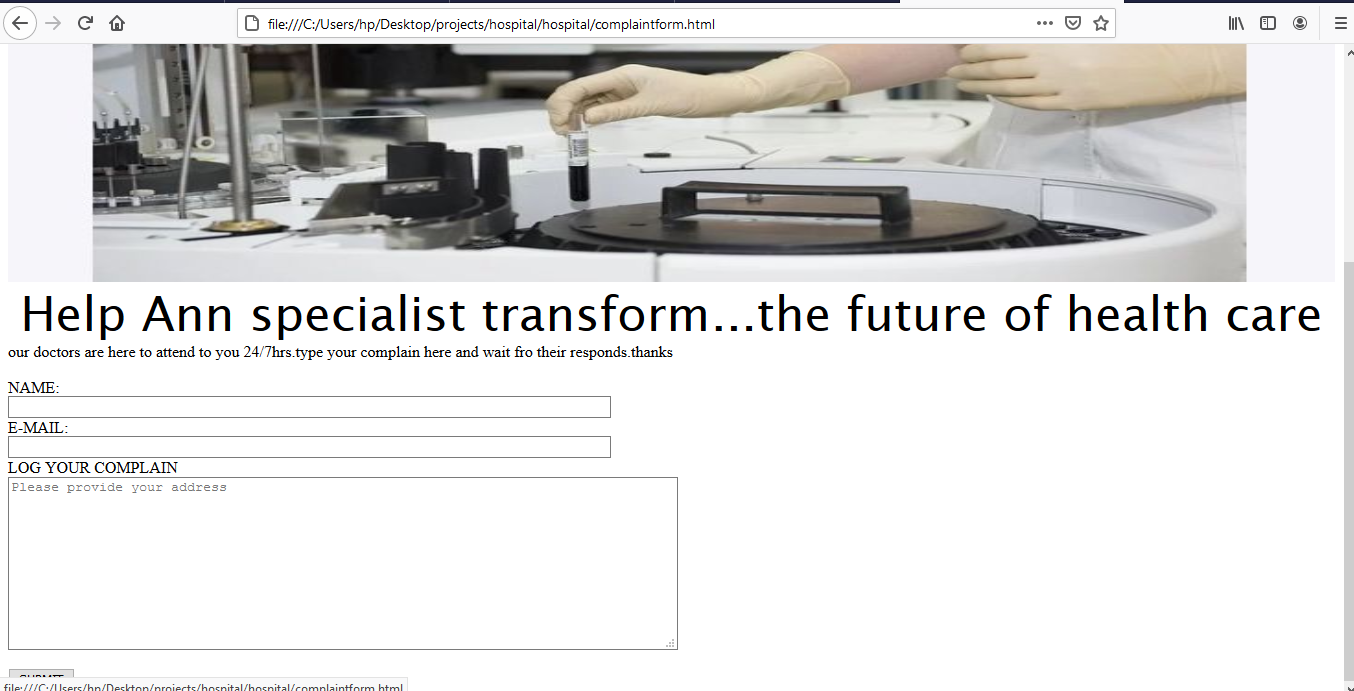 file:///C:/Users/hp/Desktop/projects/hospital/hospital/complaintform.html
Help Ann specialist transform...the future of health care
our doctors are here to attend to you 24/7hrs.type your complain here and wait fro their responds.thanks
NAME:
E-MAIL:
LOG YOUR COMPLAIN
Please provide your address
SUBMIT
file:///C:/Users/hp/Desktop/projects/hospital/hospital/complaintform.html